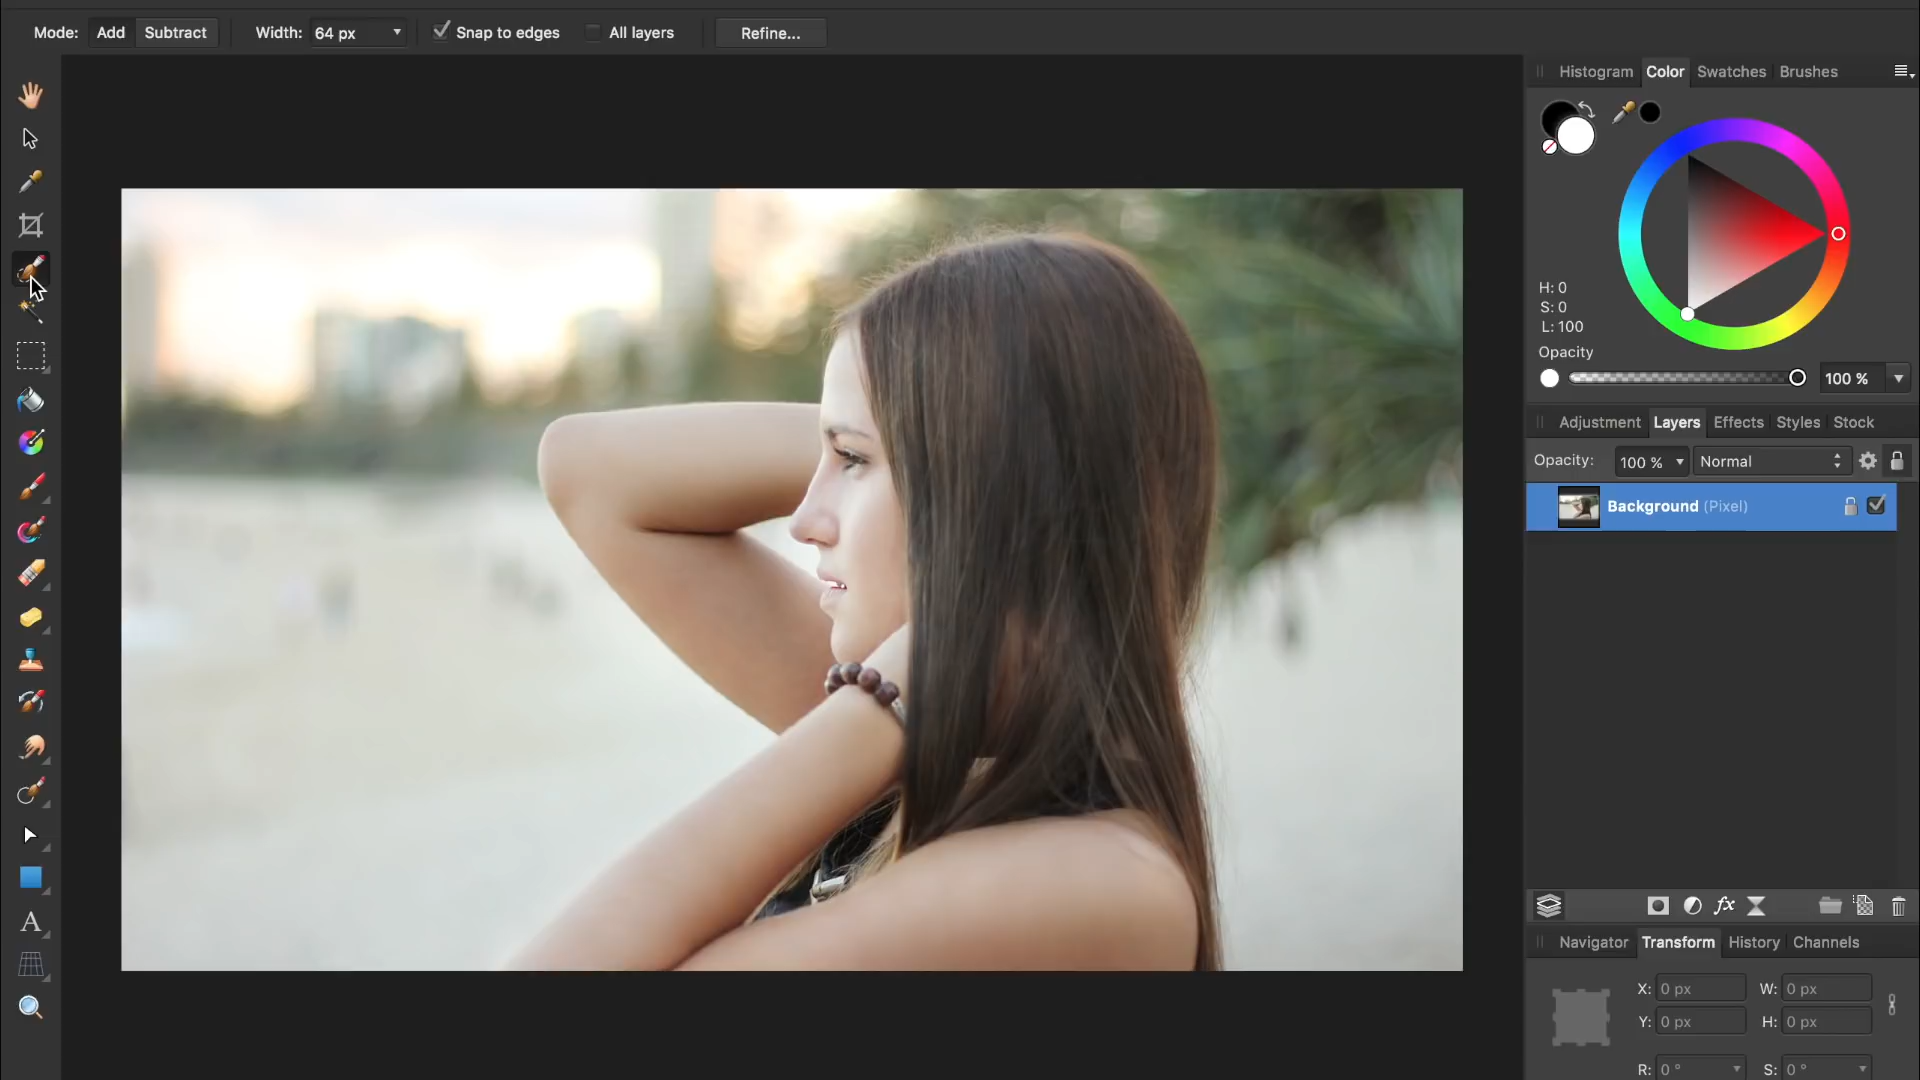 Mode: Add Subtract Width: 64 px Snap to edges All layers Refine...
Histogram Color Swatches Brushes
H: 0
S: 0
L: 100
Opacity
100 %
Adjustment Layers Effects Styles Stock
Opacity: 100 % Normal
Background (Pixel)
fx
Navigator Transform History Channels
X: 0 px W: 0 px
Y: 0 px H: 0 px
R: 0 ° S: 0 °
A